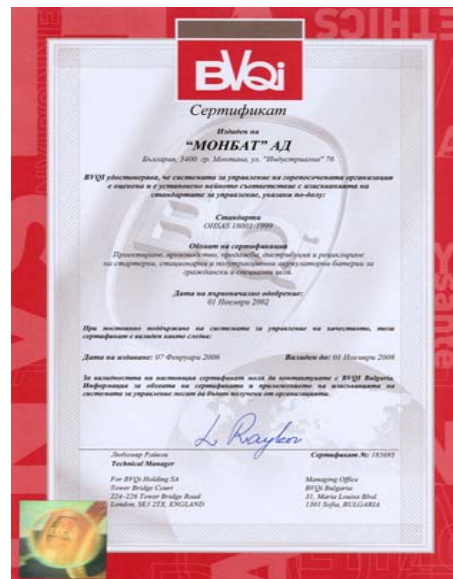 ETHICS
BVQi
Сертификат
Издаден на
“МОНБАТ” АД
България, 3400 гр. Монтана, ул. "Индустриална" 76
BVQI удостоверява, че системата за управление на горепосочената организация
е оценена и е установено нейното съответствие с изискванията на
стандартите за управление, указани по-долу:
Стандарти
OHSAS 18001:1999
Обхват на сертификация
Проектиране, производство, продажба, дистрибуция и рециклиране
на стартерни, стационарни и полутракционни акумулаторни батерии за
граждански и специални цели.
Дата на първоначално одобрение:
01 Ноември 2002
При постоянно поддържане на системата за управление на качеството, този
сертификат е валиден както следва:
Дата на издаване: 07 Февруари 2006 Валиден до: 01 Ноември 2008
За валидността на настоящия сертификат моля да контактувате с BVQI Bulgaria.
Информация за обхвата на сертификата и приложението на изискванията на
системата за управление могат да бъдат получени от организацията.
L. Raykov
Любомир Райков Сертификат №: 183695
Technical Manager
For BVQi Holding SA Managing Office
Tower Bridge Court BVQi Bulgaria
224-226 Tower Bridge Road 31, Maria Louisa Blvd.
London, SE1 2TX, ENGLAND 1301 Sofia, BULGARIA